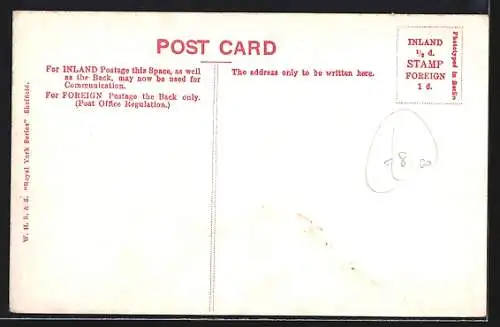 POST CARD
For INLAND Postage this Space, as well
as the Back, may now be used for
Communication.
For FOREIGN Postage the Back only.
(Post Office Regulation.)
The address only to be written here.
INLAND
½ d.
STAMP
FOREIGN
1 d.
Phototyped in Berlin
W. H. S. & S. "Royal York Series" Sheffield.